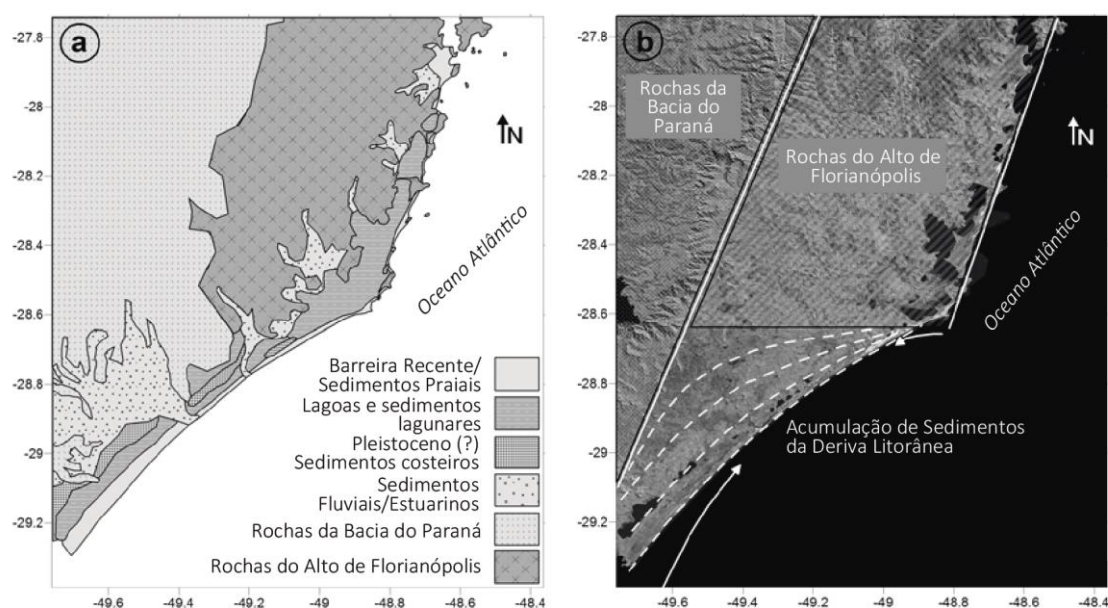 a
-27.8
-28
-28.2
-28.4
-28.6
-28.8
-29
-29.2
N
Oceano Atlântico
Barreira Recente/
Sedimentos Praiais
Lagoas e sedimentos
lagunares
Pleistoceno (?)
Sedimentos costeiros
Sedimentos
Fluviais/Estuarinos
Rochas da Bacia do Paraná
Rochas do Alto de Florianópolis
-49.6
-49.4
-49.2
-49
-48.8
-48.6
-48.4
b
-27.8
-28
-28.2
-28.4
-28.6
-28.8
-29
-29.2
Rochas da
Bacia do
Paraná
Rochas do Alto de
Florianópolis
N
Oceano Atlântico
Acumulação de Sedimentos
da Deriva Litorânea
-49.6
-49.4
-49.2
-49
-48.8
-48.6
-48.4